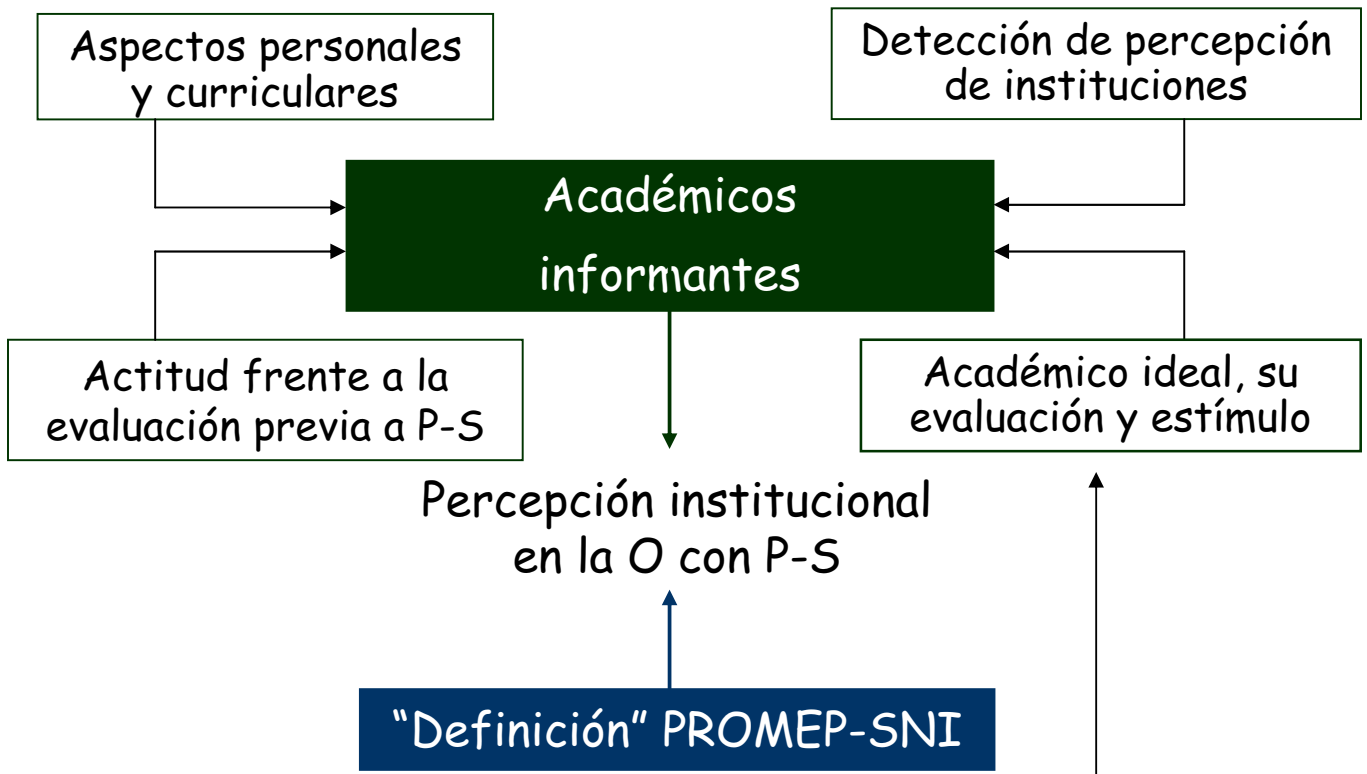 Aspectos personales
y curriculares
Detección de percepción
de instituciones
Académicos
informantes
Actitud frente a la
evaluación previa a P-S
Académico ideal, su
evaluación y estímulo
Percepción institucional
en la O con P-S
“Definición” PROMEP-SNI